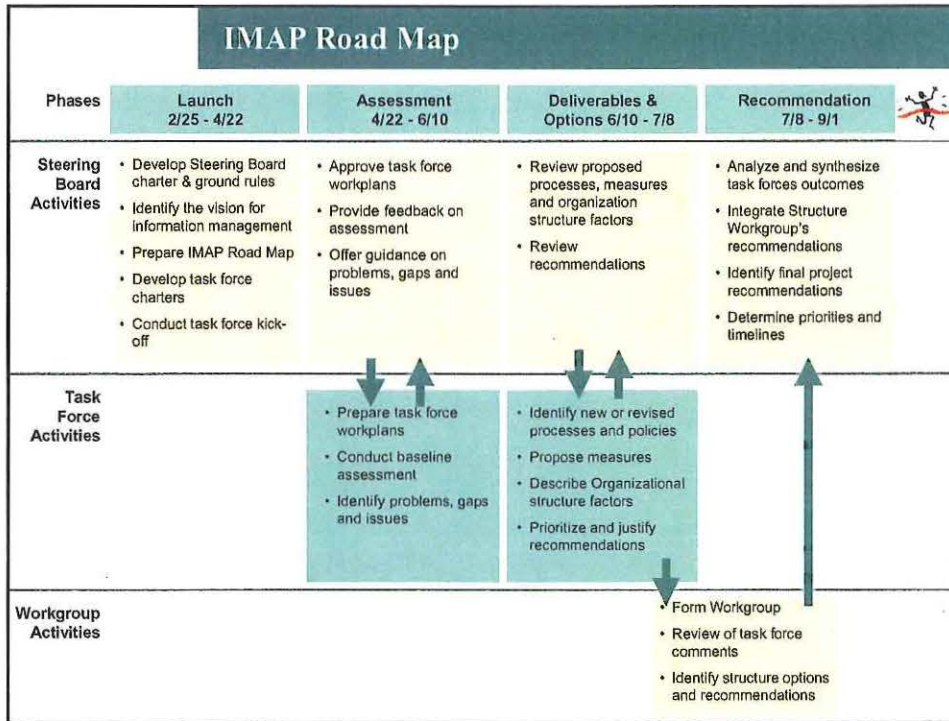 IMAP Road Map
Phases
Launch
2/25 - 4/22
Assessment
4/22 - 6/10
Deliverables &
Options 6/10 - 7/8
Recommendation
7/8 - 9/1
Steering
Board
Activities
• Develop Steering Board
charter & ground rules
• Identify the vision for
information management
• Prepare IMAP Road Map
• Develop task force
charters
• Conduct task force kick-
off
• Approve task force
workplans
• Provide feedback on
assessment
• Offer guidance on
problems, gaps and
issues
• Review proposed
processes, measures
and organization
structure factors
• Review
recommendations
• Analyze and synthesize
task forces outcomes
• Integrate Structure
Workgroup's
recommendations
• Identify final project
recommendations
• Determine priorities and
timelines
Task
Force
Activities
• Prepare task force
workplans
• Conduct baseline
assessment
• Identify problems, gaps
and issues
• Identify new or revised
processes and policies
• Propose measures
• Describe Organizational
structure factors
• Prioritize and justify
recommendations
Workgroup
Activities
• Form Workgroup
• Review of task force
comments
• Identify structure options
and recommendations